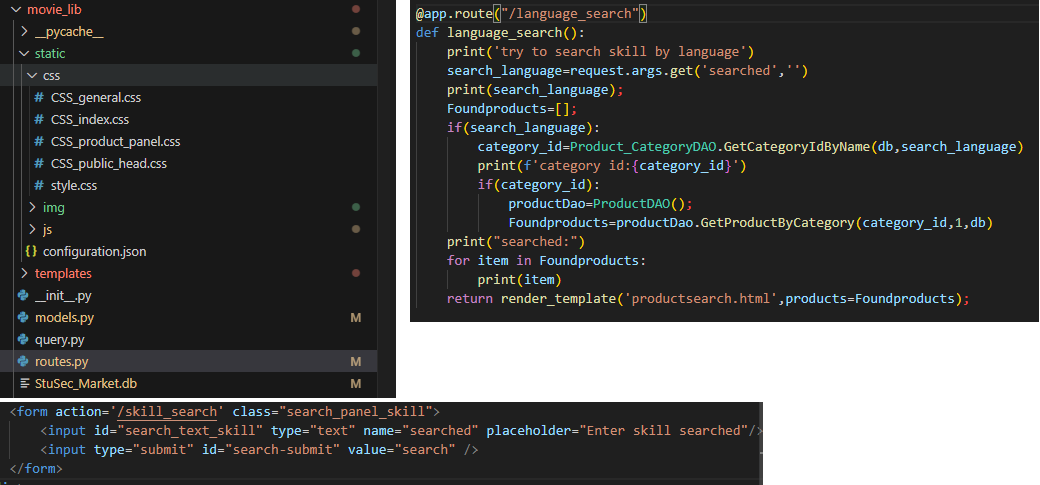 movie_lib
__pycache__
static
css
# CSS_general.css
# CSS_index.css
# CSS_product_panel.css
# CSS_public_head.css
# style.css
img
js
{} configuration.json
templates
__init__.py
models.py M
query.py
routes.py M
StuSec_Market.db M
@app.route("/language_search")
def language_search():
    print('try to search skill by language')
    search_language=request.args.get('searched','')
    print(search_language);
    Foundproducts=[];
    if(search_language):
        category_id=Product_CategoryDAO.GetCategoryIdByName(db,search_language)
        print(f'category id:{category_id}')
        if(category_id):
            productDao=ProductDAO();
            Foundproducts=productDao.GetProductByCategory(category_id,1,db)
    print("searched:")
    for item in Foundproducts:
        print(item)
    return render_template('productsearch.html',products=Foundproducts);
<form action='/skill_search' class="search_panel_skill">
    <input id="search_text_skill" type="text" name="searched" placeholder="Enter skill searched"/>
    <input type="submit" id="search-submit" value="search" />
</form>